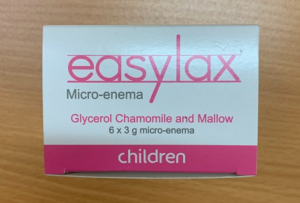 easylax
Micro-enema
Glycerol Chamomile and Mallow
6 x 3 g micro-enema
children